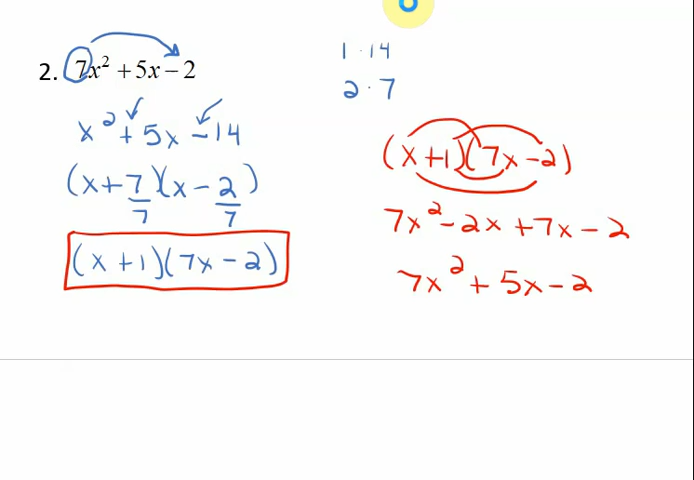 2. 7x² + 5x − 2
x² + 5x − 14
(x + 7/7)(x − 2/7)
(x + 1)(7x − 2)
1 · 14
2 · 7
(x + 1)(7x − 2)
7x² − 2x + 7x − 2
7x² + 5x − 2